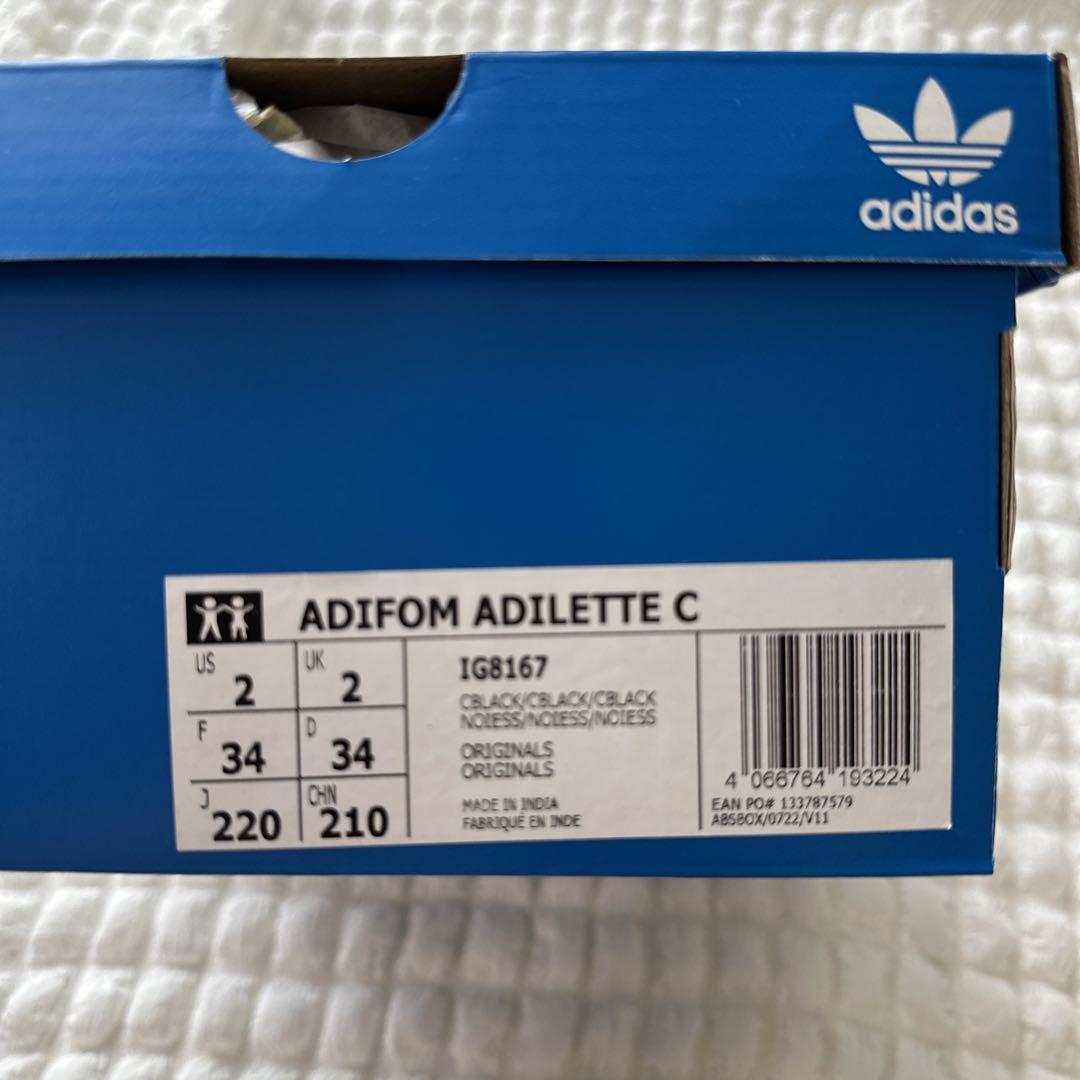 adidas
ADIFOM ADILETTE C
US 2 UK 2
F 34 D 34
J 220 CHN 210
IG8167
CBLACK/CBLACK/CBLACK
NOIESS/NOIESS/NOIESS
ORIGINALS
ORIGINALS
MADE IN INDIA
FABRIQUÉ EN INDE
4 066764 193224
EAN PO# 133787579
ABSBOX/0722/V11